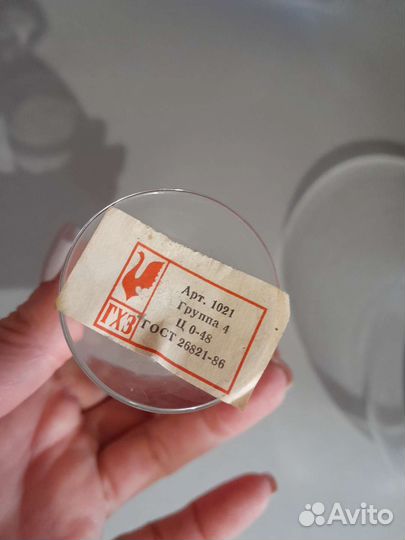 Арт. 1021
Группа 4
Ц 0-48
ГОСТ 26821-86
ГХЗ
Avito